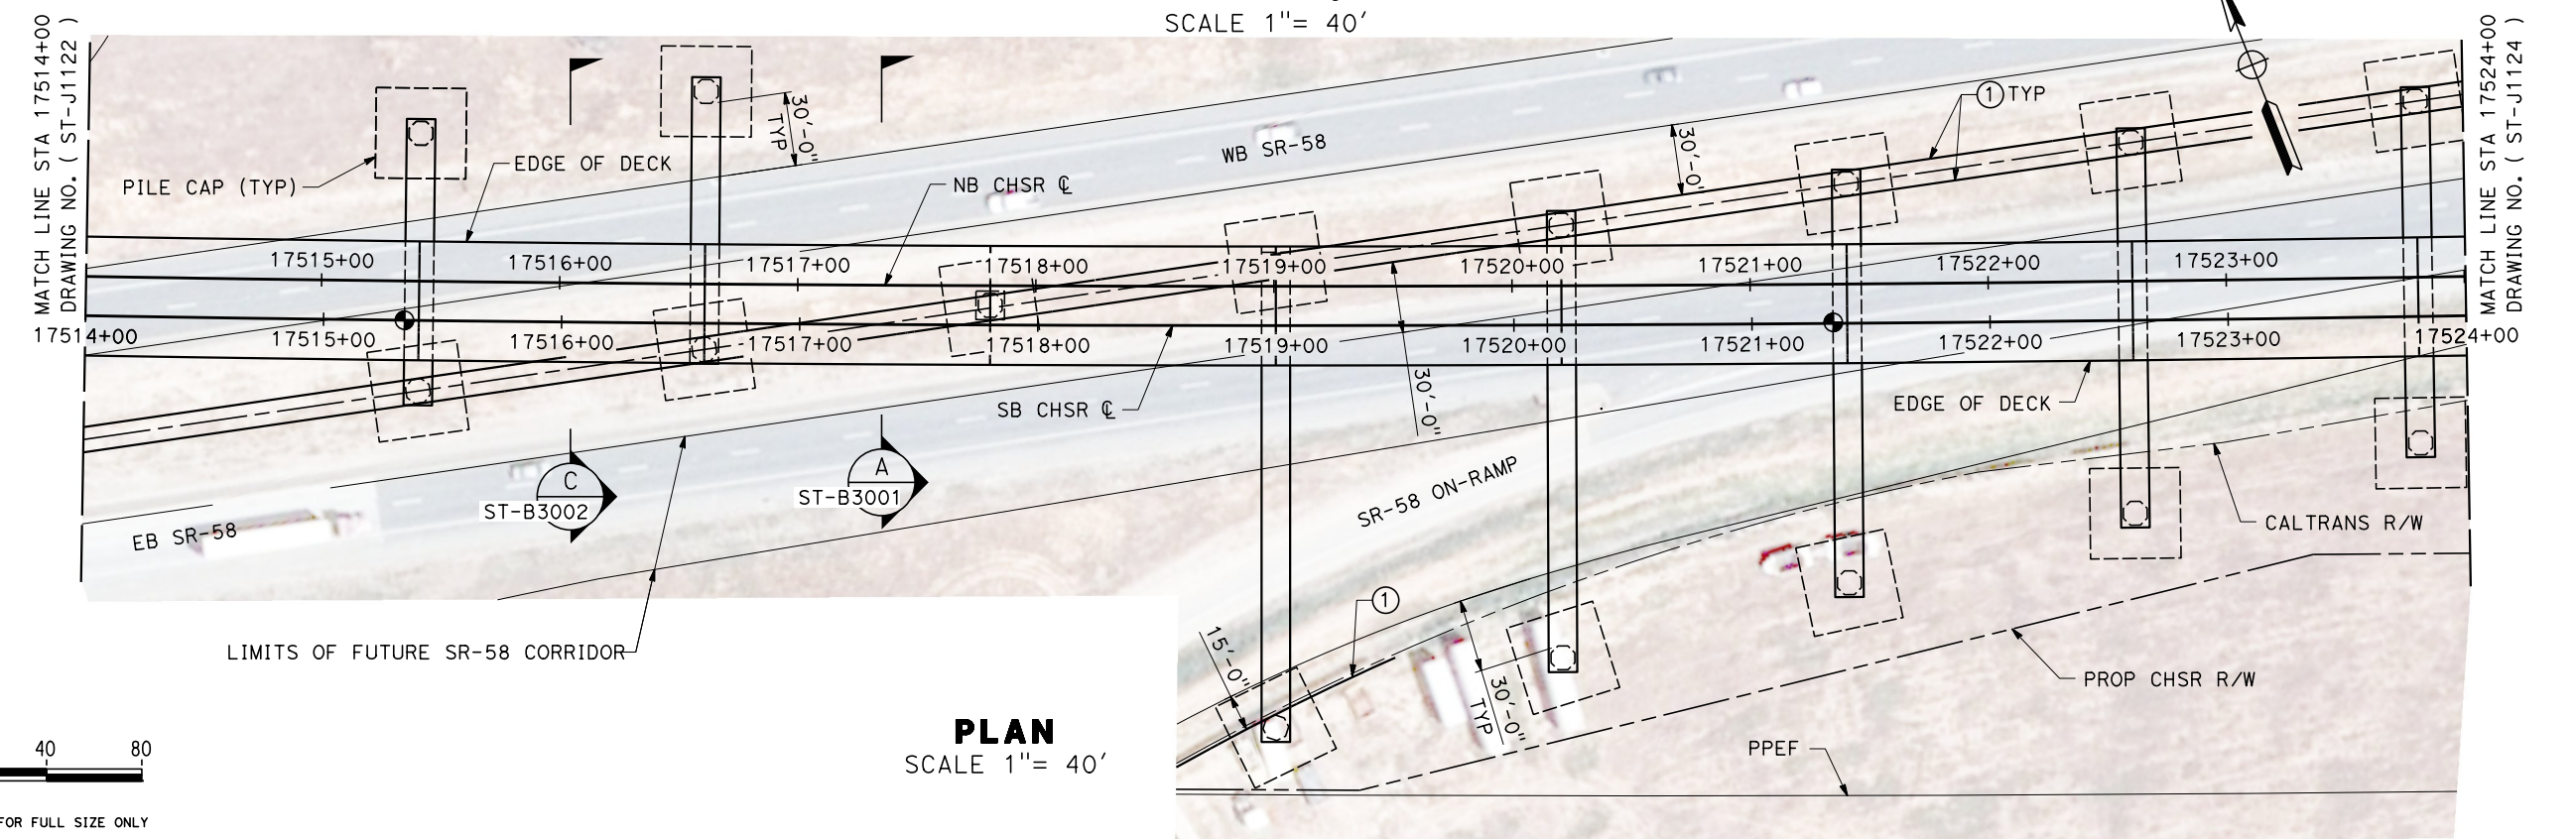 SCALE 1"= 40'
MATCH LINE STA 17514+00
DRAWING NO. ( ST-J1122 )
MATCH LINE STA 17524+00
DRAWING NO. ( ST-J1124 )
30'-0"
TYP
30'-0"
1 TYP
WB SR-58
EDGE OF DECK
PILE CAP (TYP)
NB CHSR ℄
17515+00
17516+00
17517+00
17518+00
17519+00
17520+00
17521+00
17522+00
17523+00
17514+00
17515+00
17516+00
17517+00
17518+00
17519+00
17520+00
17521+00
17522+00
17523+00
17524+00
30'-0"
SB CHSR ℄
EDGE OF DECK
C
ST-B3002
A
ST-B3001
SR-58 ON-RAMP
EB SR-58
CALTRANS R/W
LIMITS OF FUTURE SR-58 CORRIDOR
1
15'-0"
30'-0"
TYP
PROP CHSR R/W
PLAN
SCALE 1"= 40'
PPEF
40
80
FOR FULL SIZE ONLY